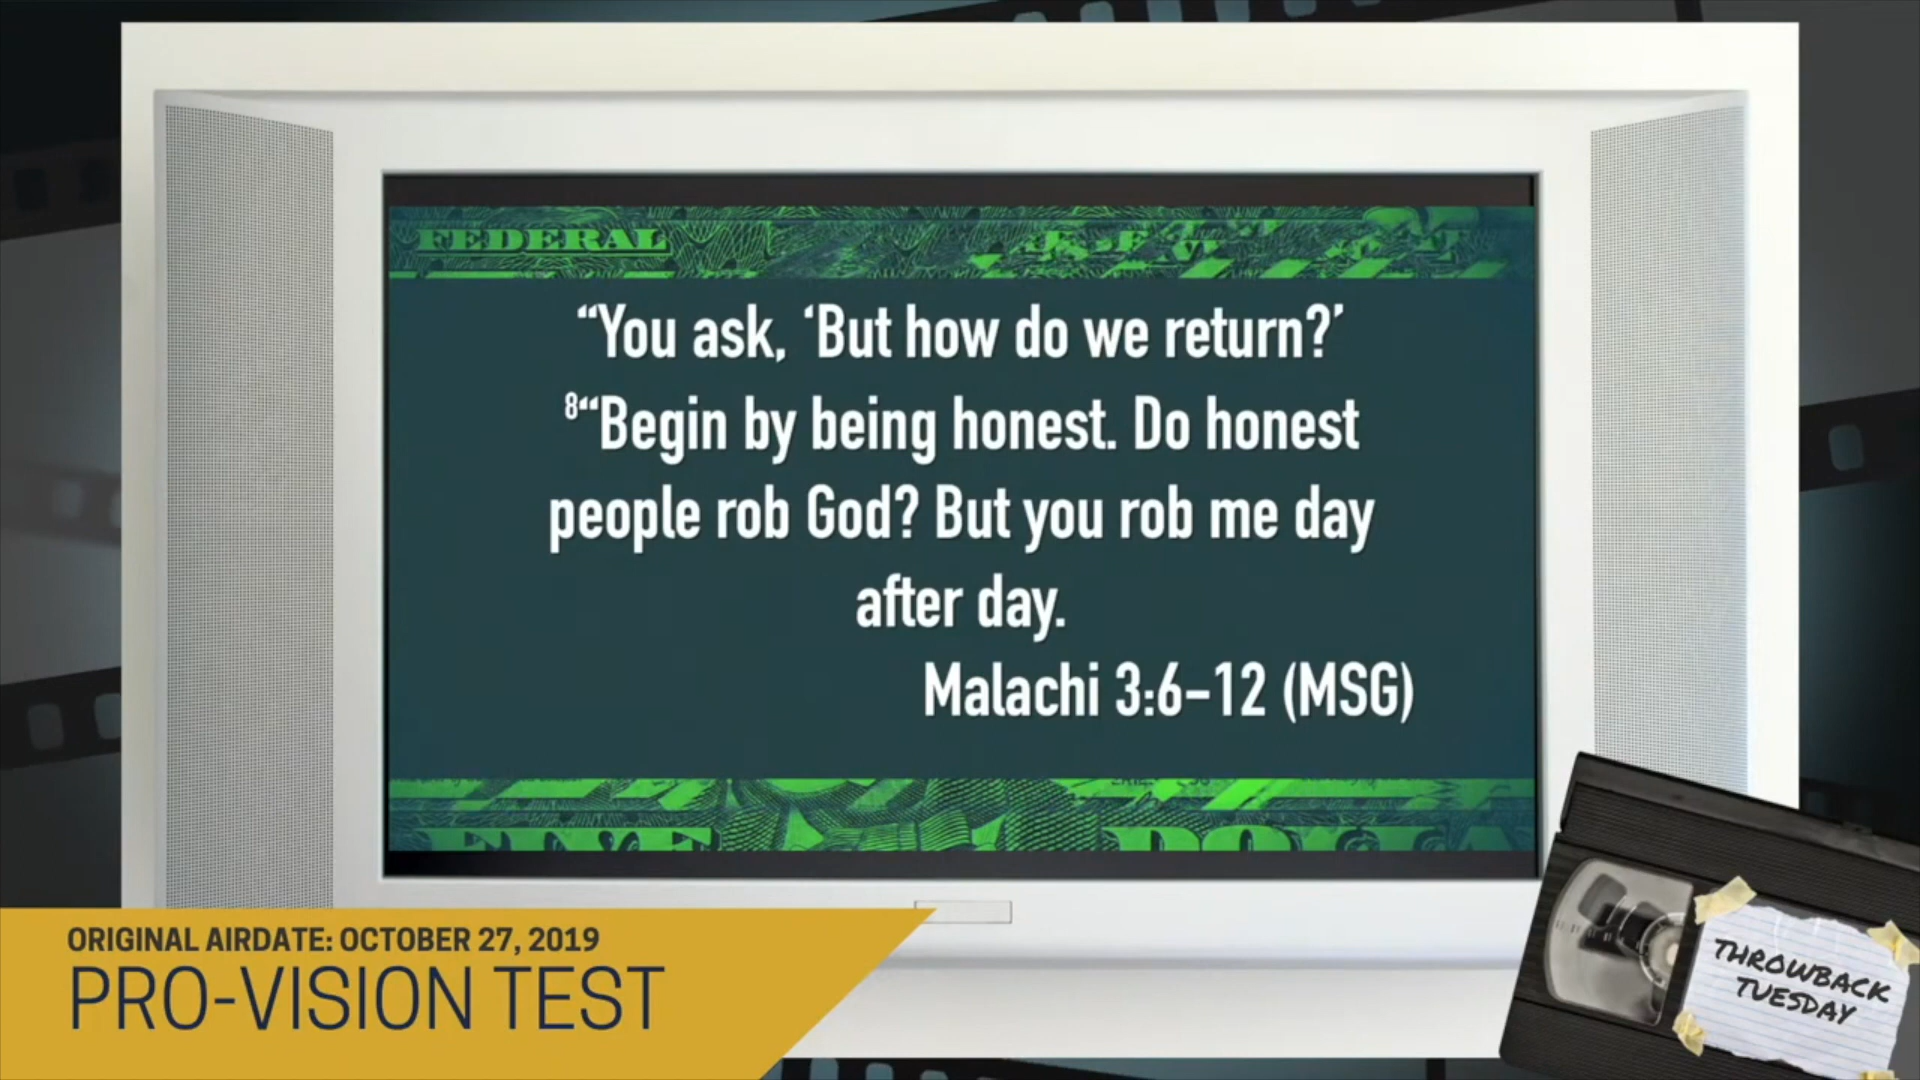 FEDERAL
“You ask, ‘But how do we return?’
8“Begin by being honest. Do honest
people rob God? But you rob me day
after day.
Malachi 3:6–12 (MSG)
FIVE
ORIGINAL AIRDATE: OCTOBER 27, 2019
PRO-VISION TEST
THROWBACK
TUESDAY